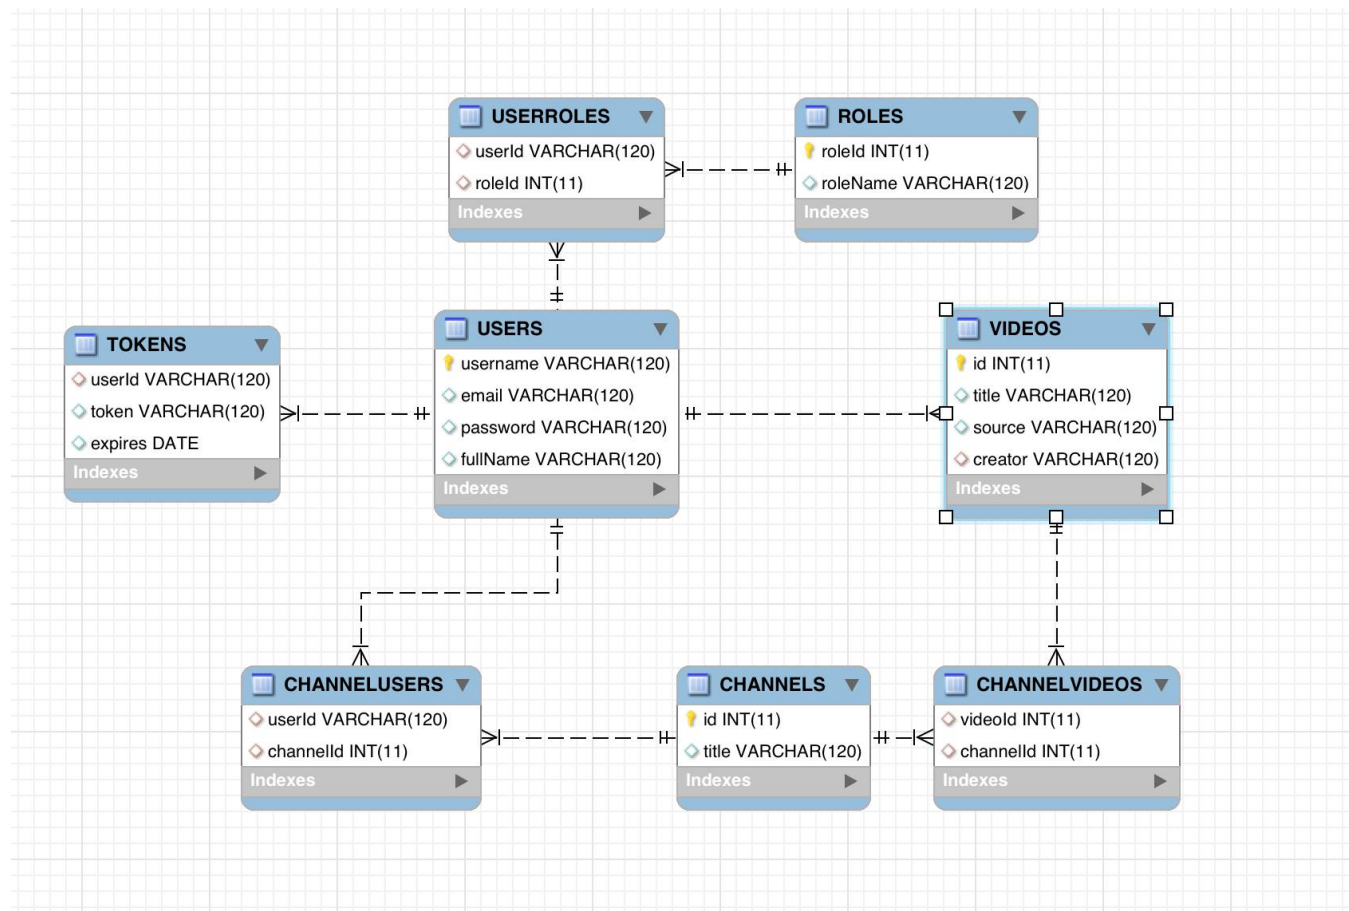 USERROLES
userId VARCHAR(120)
roleId INT(11)
Indexes
ROLES
roleId INT(11)
roleName VARCHAR(120)
Indexes
TOKENS
userId VARCHAR(120)
token VARCHAR(120)
expires DATE
Indexes
USERS
username VARCHAR(120)
email VARCHAR(120)
password VARCHAR(120)
fullName VARCHAR(120)
Indexes
VIDEOS
id INT(11)
title VARCHAR(120)
source VARCHAR(120)
creator VARCHAR(120)
Indexes
CHANNELUSERS
userId VARCHAR(120)
channelId INT(11)
Indexes
CHANNELS
id INT(11)
title VARCHAR(120)
Indexes
CHANNELVIDEOS
videoId INT(11)
channelId INT(11)
Indexes